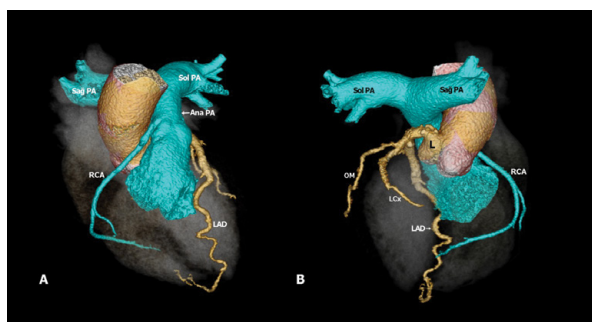 Sol PA
Sağ PA
Ana PA
RCA
LAD
A
Sol PA
Sağ PA
L
OM
RCA
LCx
LAD
B